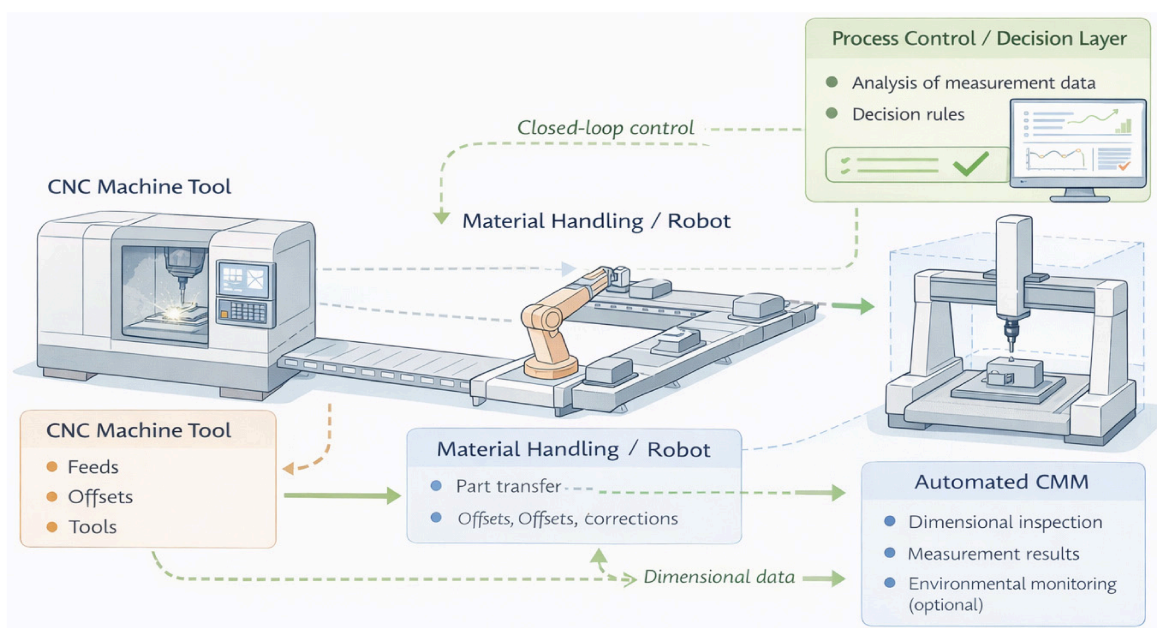 Process Control / Decision Layer
Analysis of measurement data
Decision rules
Closed-loop control
CNC Machine Tool
Material Handling / Robot
CNC Machine Tool
Feeds
Offsets
Tools
Material Handling / Robot
Part transfer
Offsets, Offsets, corrections
Automated CMM
Dimensional inspection
Measurement results
Environmental monitoring
(optional)
Dimensional data